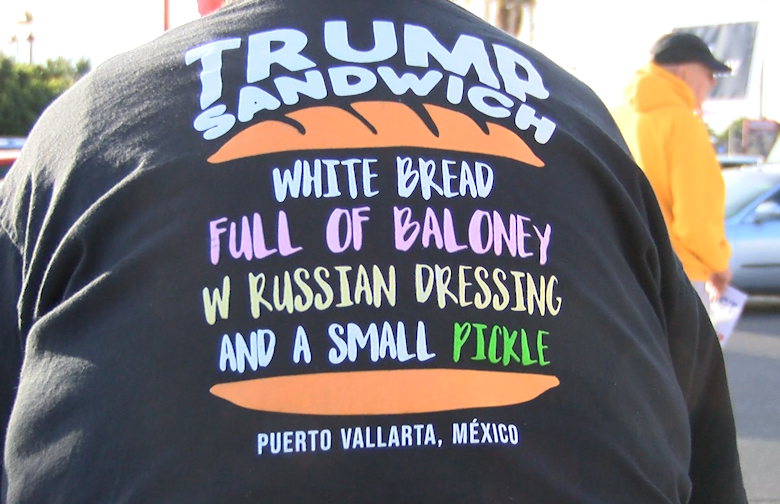 TRUMP
SANDWICH
WHITE BREAD
FULL OF BALONEY
W RUSSIAN DRESSING
AND A SMALL PICKLE
PUERTO VALLARTA, MÉXICO